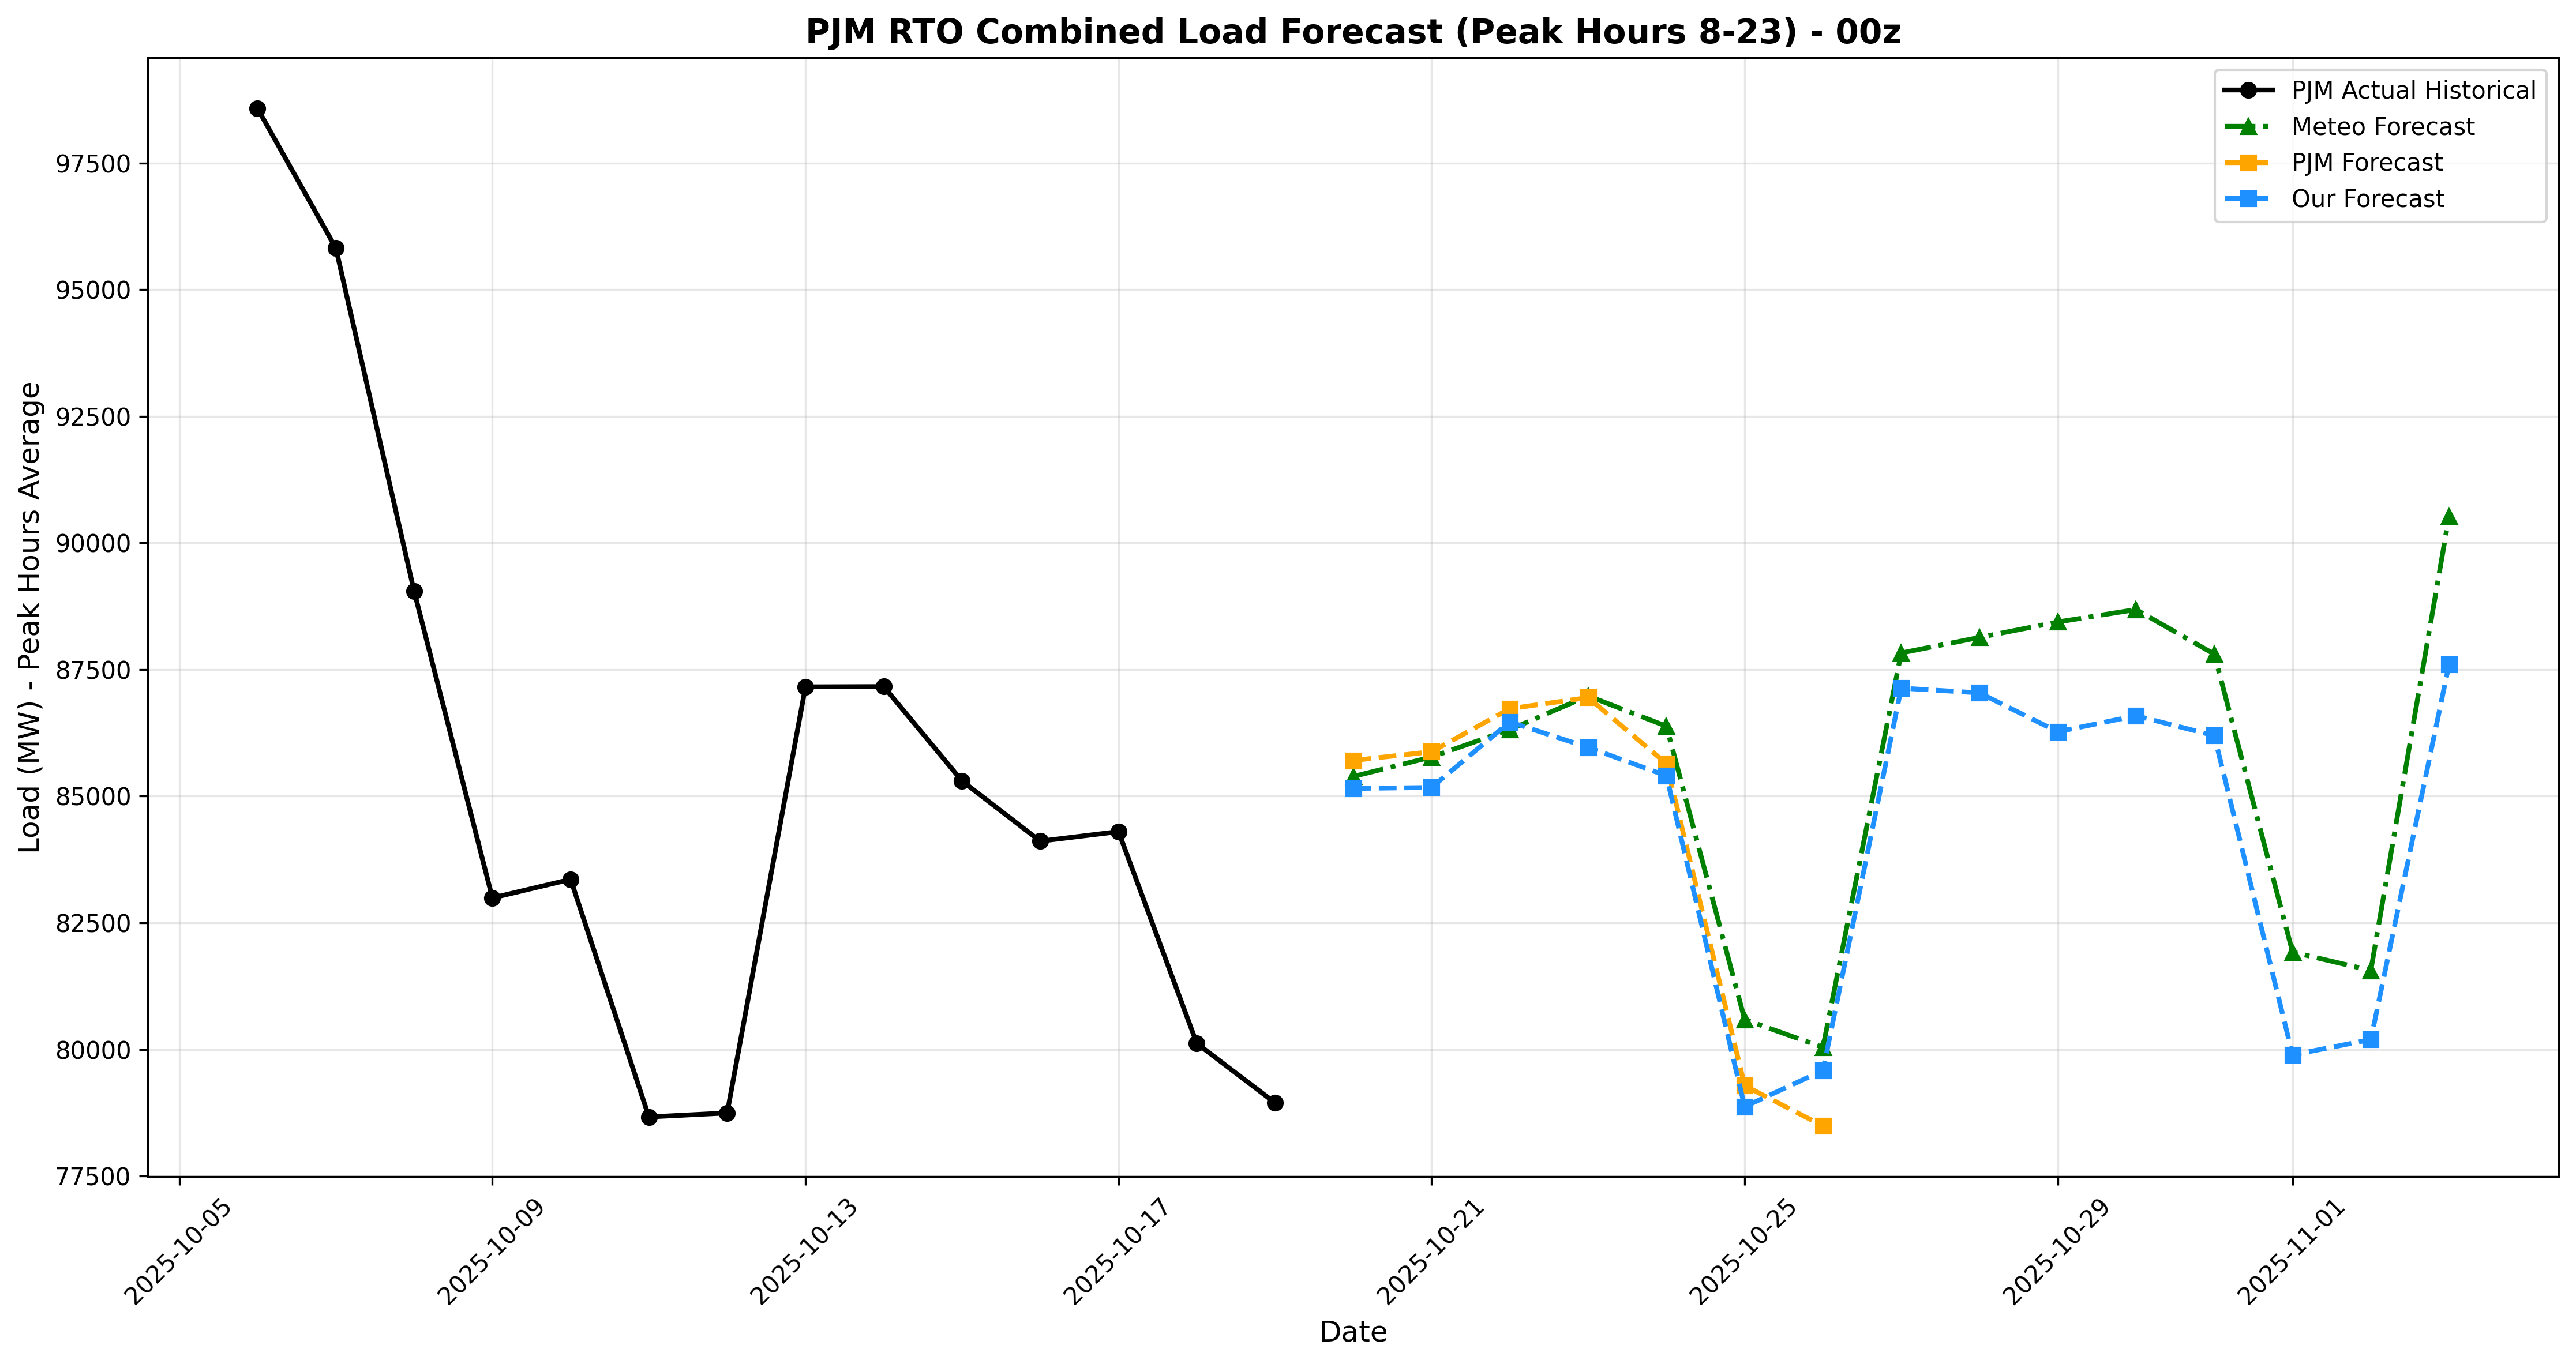 PJM RTO Combined Load Forecast (Peak Hours 8-23) - 00z
PJM Actual Historical
Meteo Forecast
PJM Forecast
Our Forecast
Load (MW) - Peak Hours Average
97500
95000
92500
90000
87500
85000
82500
80000
77500
2025-10-05
2025-10-09
2025-10-13
2025-10-17
2025-10-21
2025-10-25
2025-10-29
2025-11-01
Date